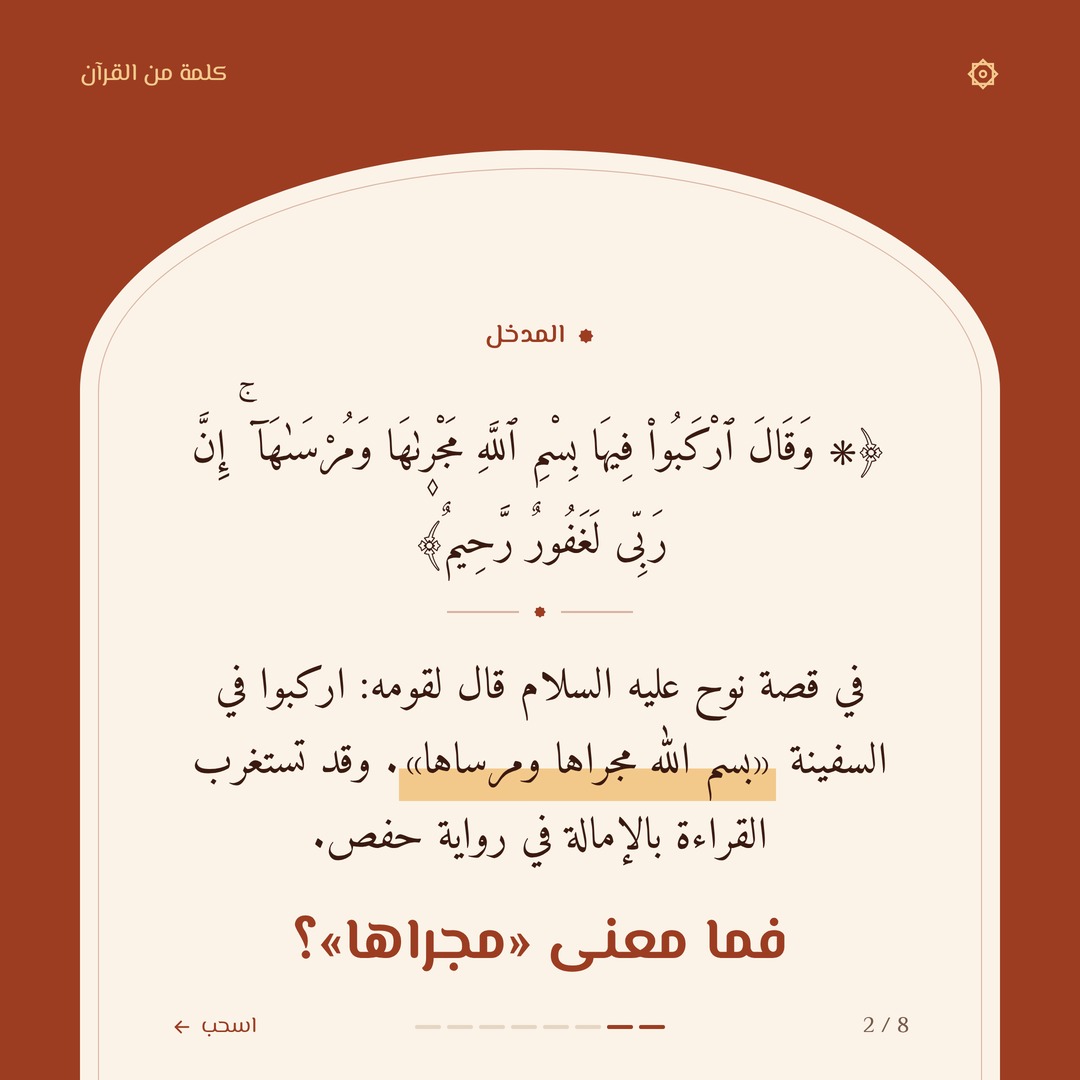 كلمة من القرآن
المدخل
﴿* وَقَالَ ٱرْكَبُوا۟ فِيهَا بِسْمِ ٱللَّهِ مَجْر۪ىٰهَا وَمُرْسَىٰهَآ ۚ إِنَّ
رَبِّى لَغَفُورٌ رَّحِيمٌ﴾
في قصة نوح عليه السلام قال لقومه: اركبوا في
السفينة «بسم الله مجراها ومرساها». وقد تستغرب
القراءة بالإمالة في رواية حفص.
فما معنى «مجراها»؟
2 / 8
اسحب ←